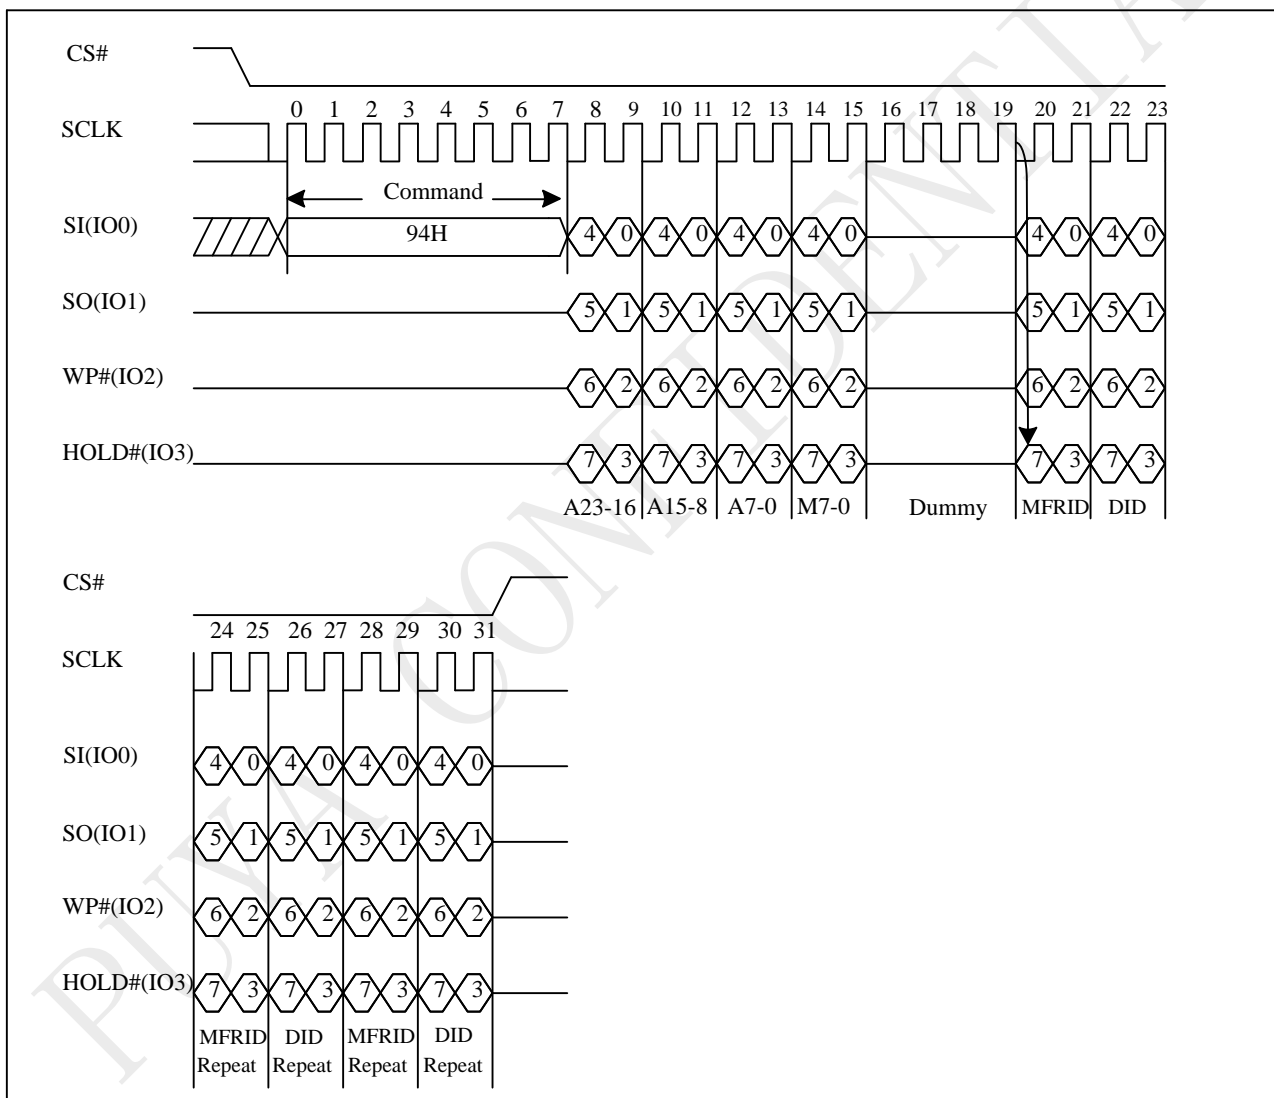 CS#
0 1 2 3 4 5 6 7 8 9 10 11 12 13 14 15 16 17 18 19 20 21 22 23
SCLK
Command
SI(IO0) 94H 4 0 4 0 4 0 4 0 4 0 4 0
SO(IO1) 5 1 5 1 5 1 5 1 5 1 5 1
WP#(IO2) 6 2 6 2 6 2 6 2 6 2 6 2
HOLD#(IO3) 7 3 7 3 7 3 7 3 7 3 7 3
A23-16 A15-8 A7-0 M7-0 Dummy MFRID DID
CS#
24 25 26 27 28 29 30 31
SCLK
SI(IO0) 4 0 4 0 4 0 4 0
SO(IO1) 5 1 5 1 5 1 5 1
WP#(IO2) 6 2 6 2 6 2 6 2
HOLD#(IO3) 7 3 7 3 7 3 7 3
MFRID DID MFRID DID
Repeat Repeat Repeat Repeat
PUYA CONFIDENTIA